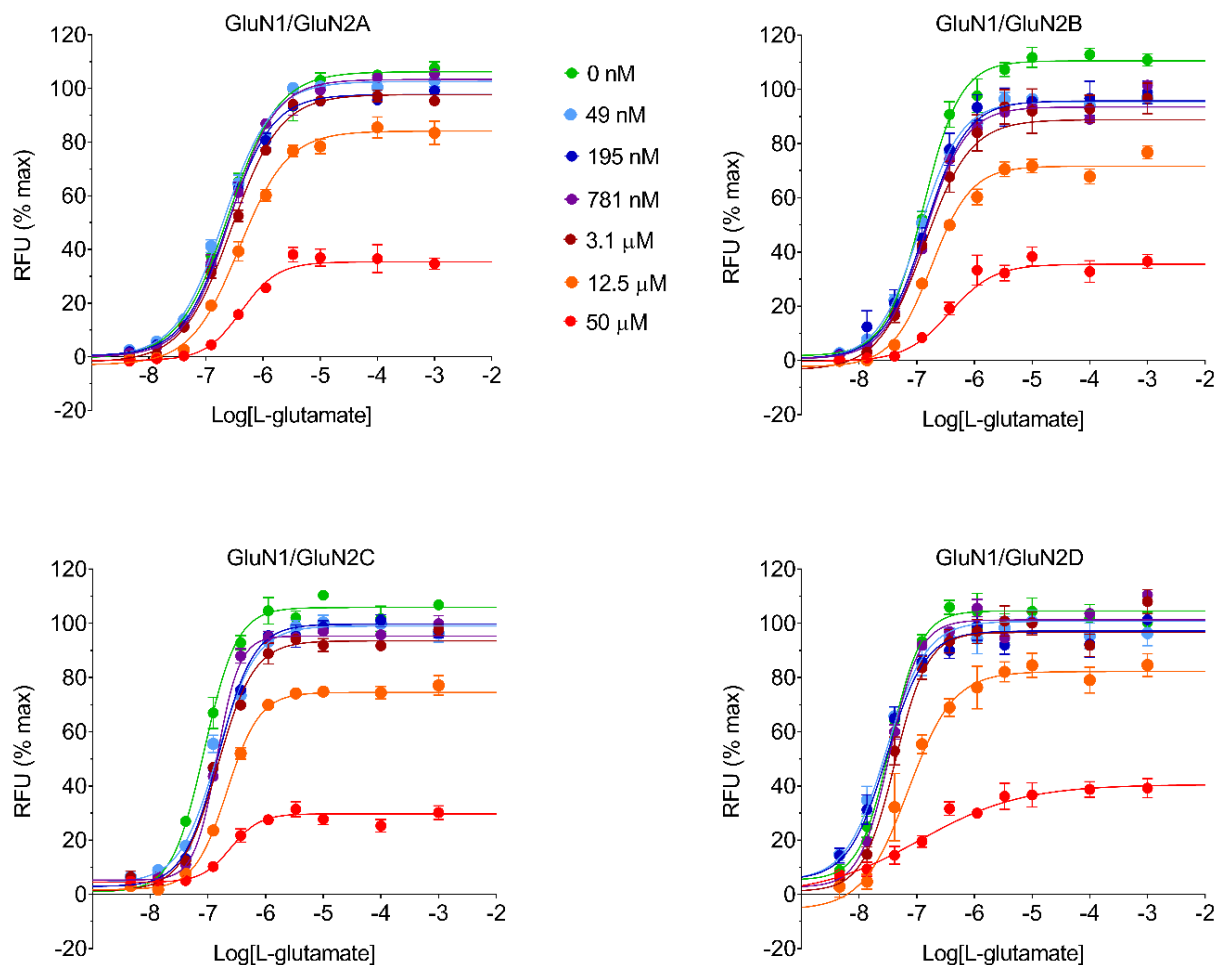 GluN1/GluN2A
120
100
80
60
40
20
0
-20
RFU (% max)
-8 -7 -6 -5 -4 -3 -2
Log[L-glutamate]
0 nM
49 nM
195 nM
781 nM
3.1 μM
12.5 μM
50 μM
GluN1/GluN2B
120
100
80
60
40
20
0
-20
RFU (% max)
-8 -7 -6 -5 -4 -3 -2
Log[L-glutamate]
GluN1/GluN2C
120
100
80
60
40
20
0
-20
RFU (% max)
-8 -7 -6 -5 -4 -3 -2
Log[L-glutamate]
GluN1/GluN2D
120
100
80
60
40
20
0
-20
RFU (% max)
-8 -7 -6 -5 -4 -3 -2
Log[L-glutamate]